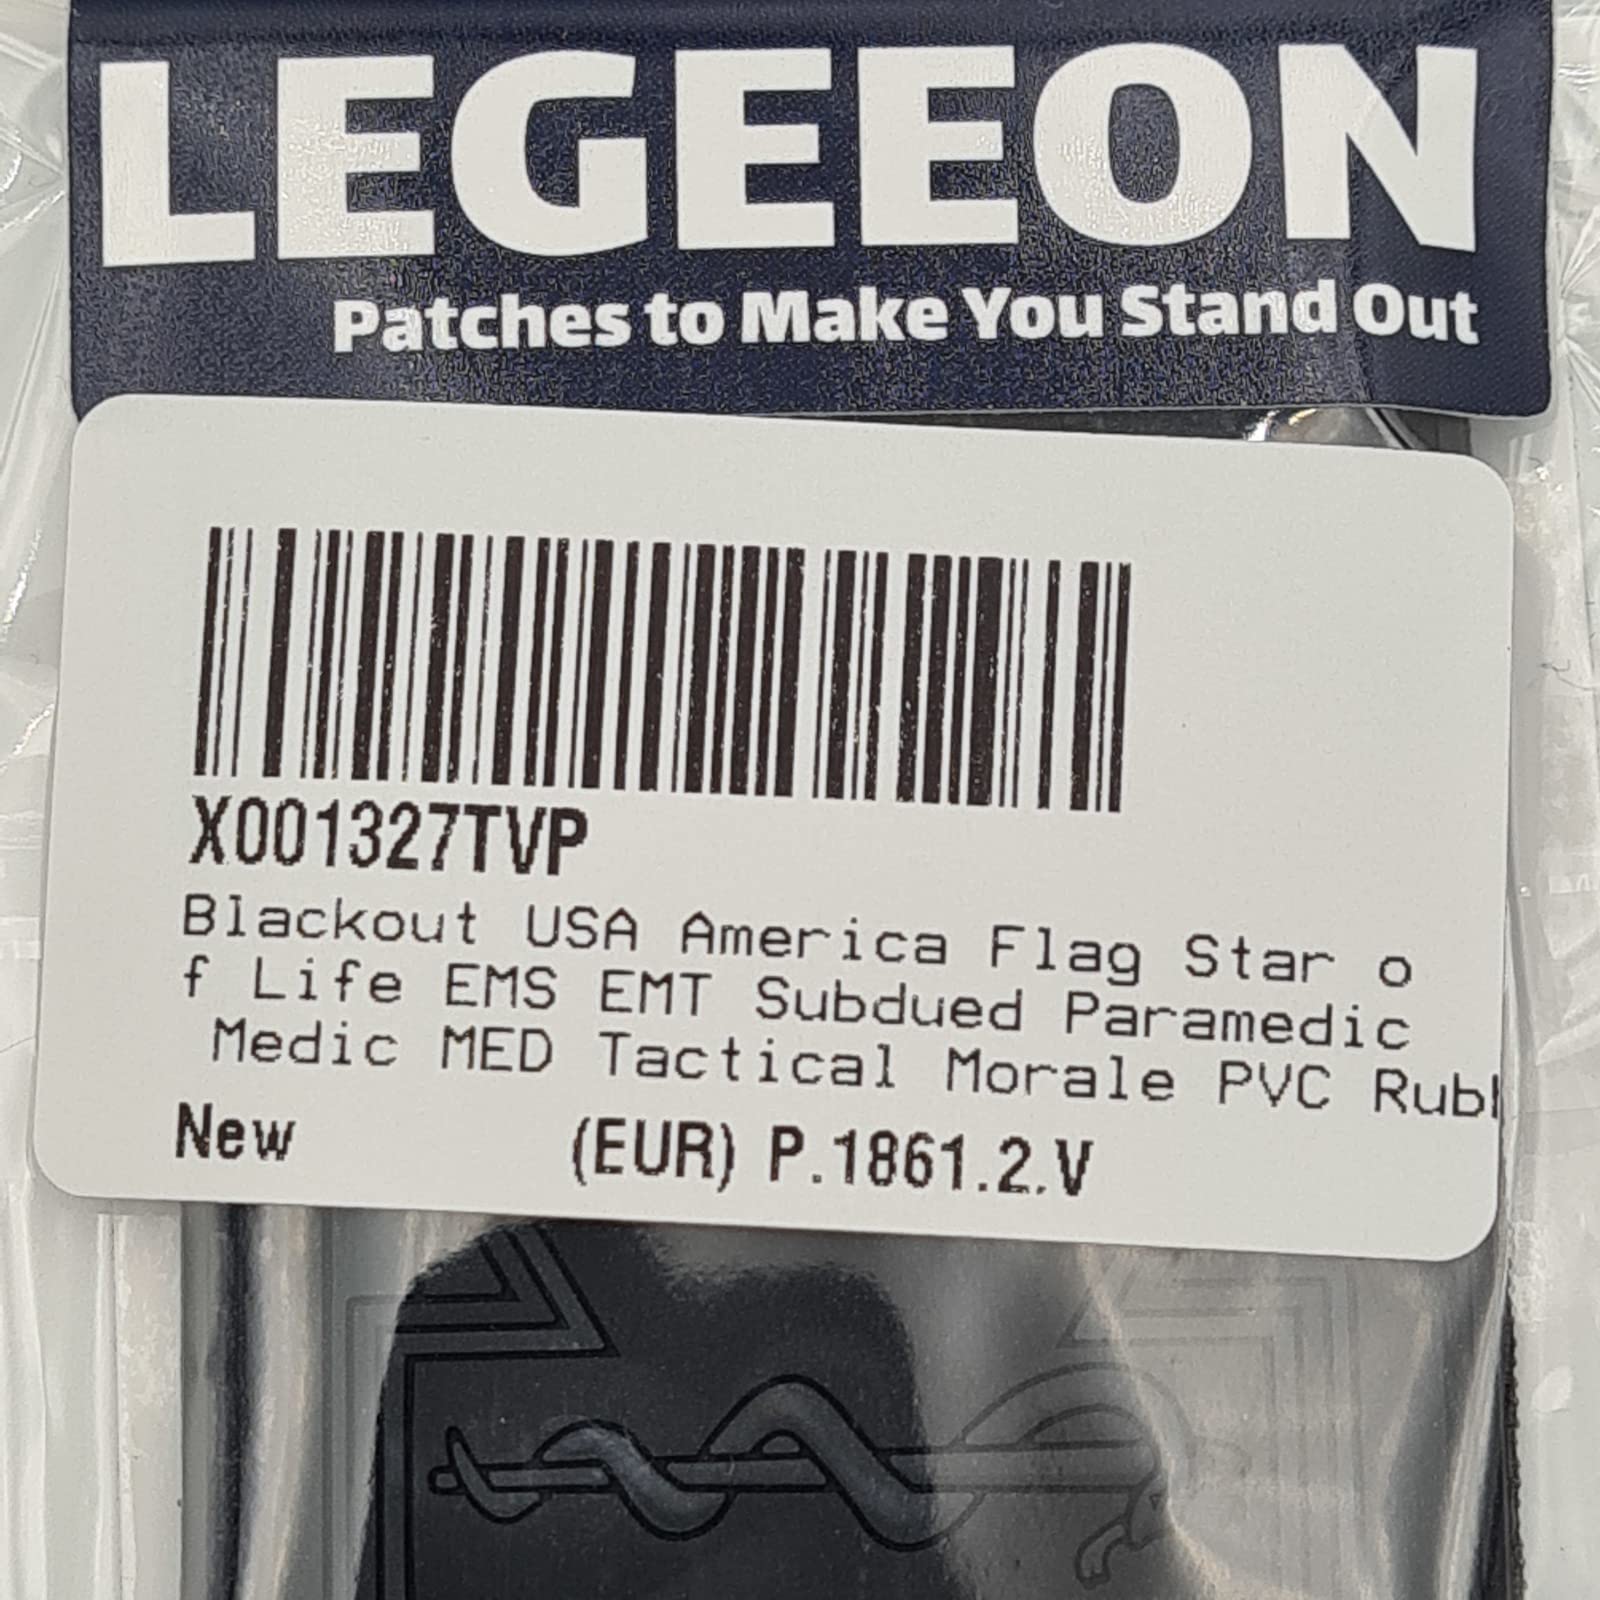 LEGEEON
Patches to Make You Stand Out
X001327TVP
Blackout USA America Flag Star o
f Life EMS EMT Subdued Paramedic
Medic MED Tactical Morale PVC Rub
New (EUR) P.1861.2.V